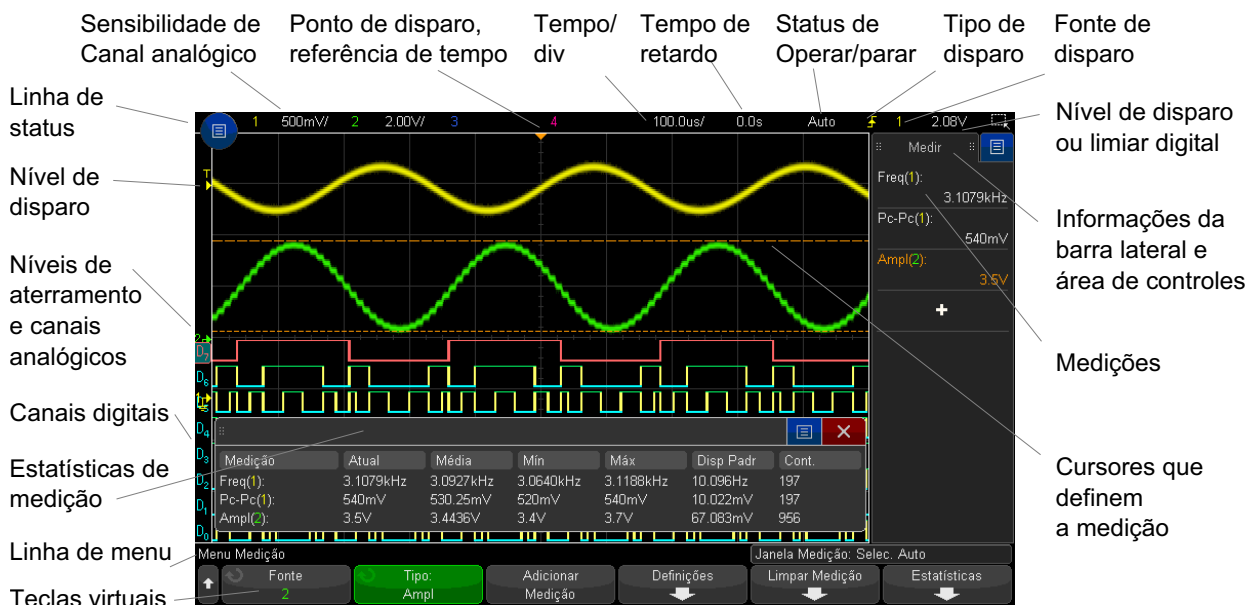 Sensibilidade de
Canal analógico
Ponto de disparo,
referência de tempo
Tempo/
div
Tempo de
retardo
Status de
Operar/parar
Tipo de
disparo
Fonte de
disparo
Linha de
status
Nível de
disparo
Níveis de
aterramento
e canais
analógicos
Canais digitais
Estatísticas de
medição
Linha de menu
Teclas virtuais
Nível de disparo
ou limiar digital
Informações da
barra lateral e
área de controles
Medições
Cursores que
definem
a medição
1 500mV/ 2 2.00V/ 3 4 100.0us/ 0.0s Auto 1 2.08V
T
Medir
Freq(1):
3.1079kHz
Pc-Pc(1):
540mV
Ampl(2):
3.5V
+
2
D7
D6
D4
D3
D2
D1
D0
Medição Atual Média Mín Máx Disp Padr Cont.
Freq(1): 3.1079kHz 3.0927kHz 3.0640kHz 3.1188kHz 10.096Hz 197
Pc-Pc(1): 540mV 530.25mV 520mV 540mV 10.022mV 197
Ampl(2): 3.5V 3.4436V 3.4V 3.7V 67.083mV 956
Menu Medição
Janela Medição: Selec. Auto
Fonte
2
Tipo:
Ampl
Adicionar
Medição
Definições
Limpar Medição
Estatísticas